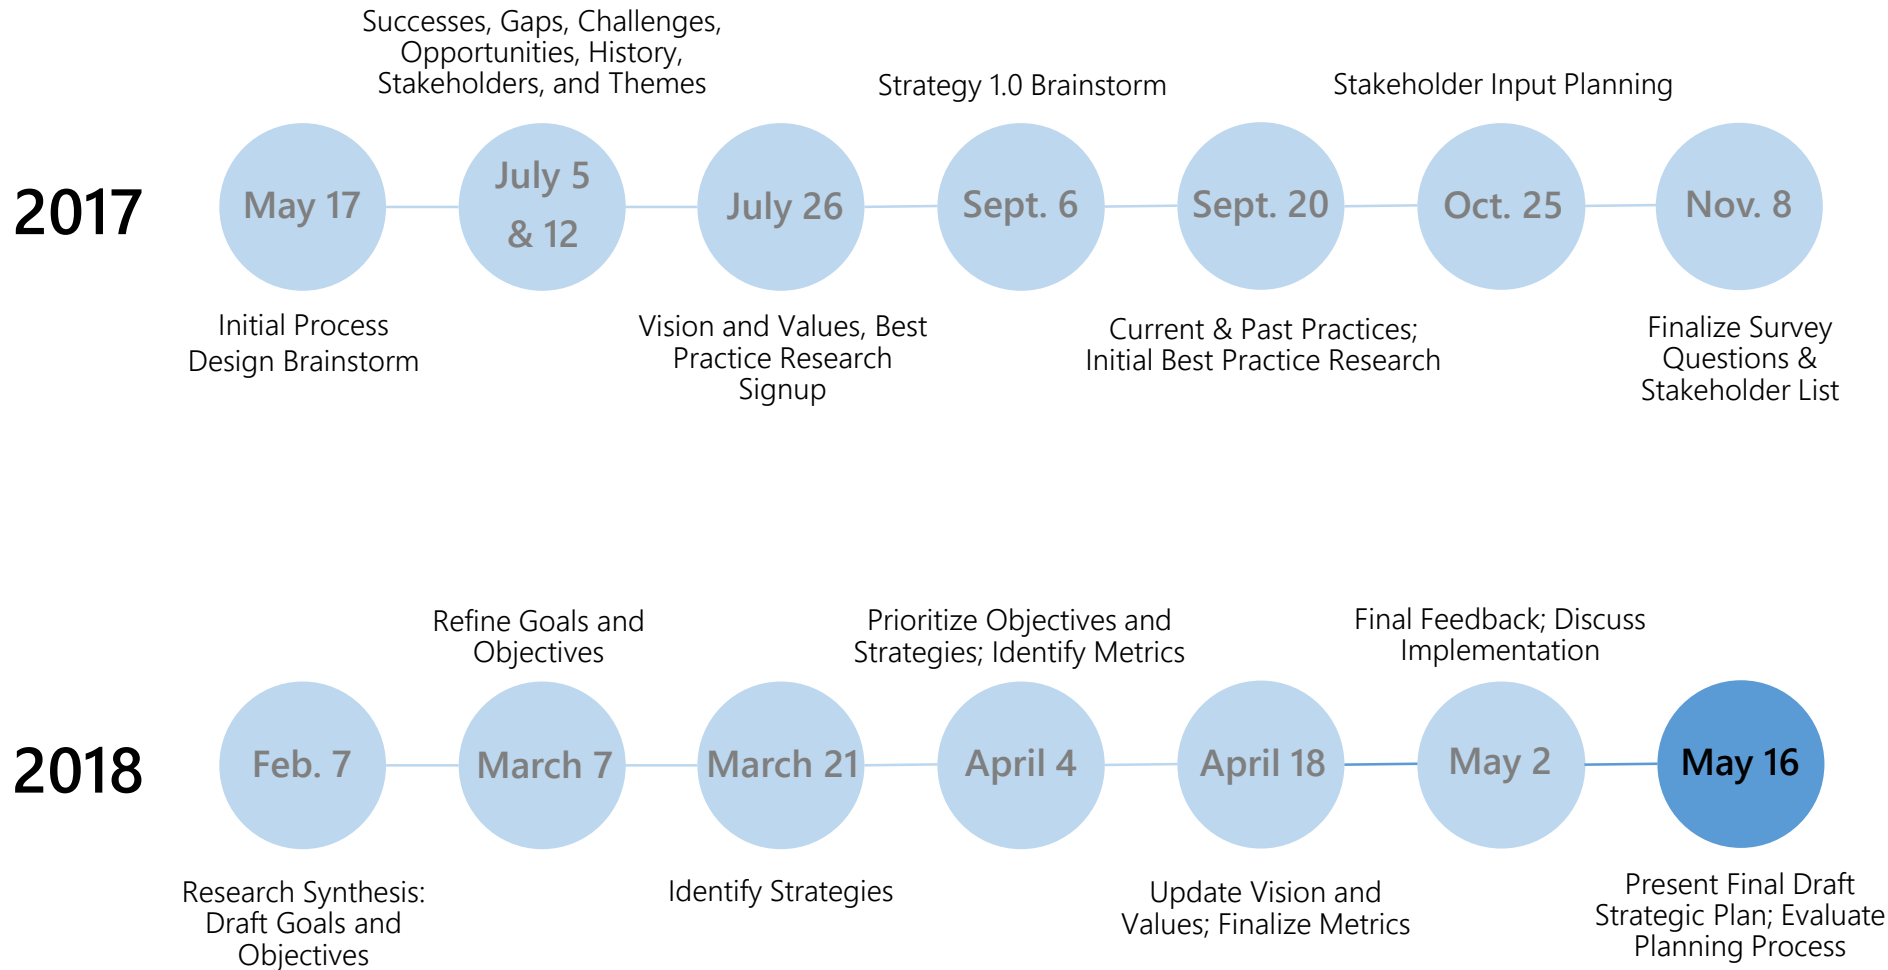 Successes, Gaps, Challenges,
Opportunities, History,
Stakeholders, and Themes
Strategy 1.0 Brainstorm
Stakeholder Input Planning
2017
May 17
July 5
& 12
July 26
Sept. 6
Sept. 20
Oct. 25
Nov. 8
Initial Process
Design Brainstorm
Vision and Values, Best
Practice Research
Signup
Current & Past Practices;
Initial Best Practice Research
Finalize Survey
Questions &
Stakeholder List
Refine Goals and
Objectives
Prioritize Objectives and
Strategies; Identify Metrics
Final Feedback; Discuss
Implementation
2018
Feb. 7
March 7
March 21
April 4
April 18
May 2
May 16
Research Synthesis:
Draft Goals and
Objectives
Identify Strategies
Update Vision and
Values; Finalize Metrics
Present Final Draft
Strategic Plan; Evaluate
Planning Process